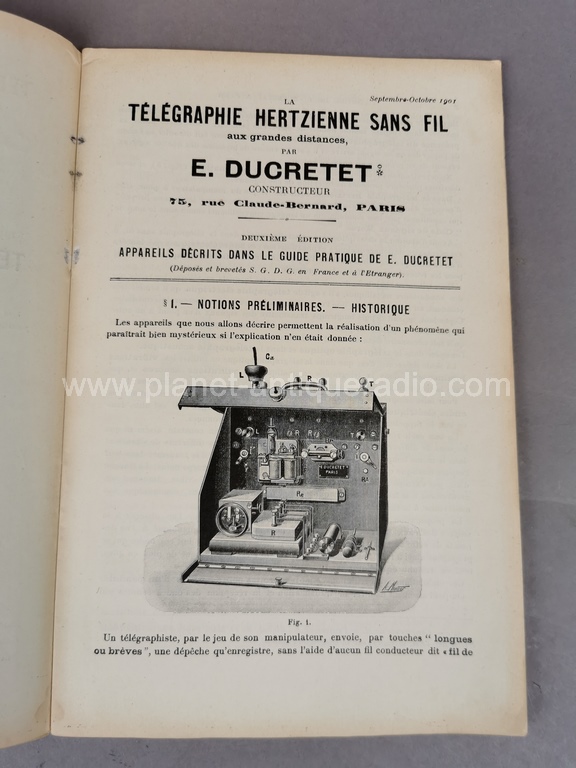 LA
Septembre-Octobre 1901
TÉLÉGRAPHIE HERTZIENNE SANS FIL
aux grandes distances,
PAR
E. DUCRETET
CONSTRUCTEUR
75, rue Claude-Bernard, PARIS
DEUXIÈME ÉDITION
APPAREILS DÉCRITS DANS LE GUIDE PRATIQUE DE E. DUCRETET
(Déposés et brevetés S. G. D. G. en France et à l'Etranger).
§ I. — NOTIONS PRÉLIMINAIRES. — HISTORIQUE
Les appareils que nous allons décrire permettent la réalisation d'un phénomène qui
paraîtrait bien mystérieux si l'explication n'en était donnée :
www.planet-antiqueradio.com
E. DUCRETET
PARIS
Re
R
Fig. 1.
Un télégraphiste, par le jeu de son manipulateur, envoie, par touches "longues
ou brèves", une dépêche qu'enregistre, sans l'aide d'aucun fil conducteur dit « fil de